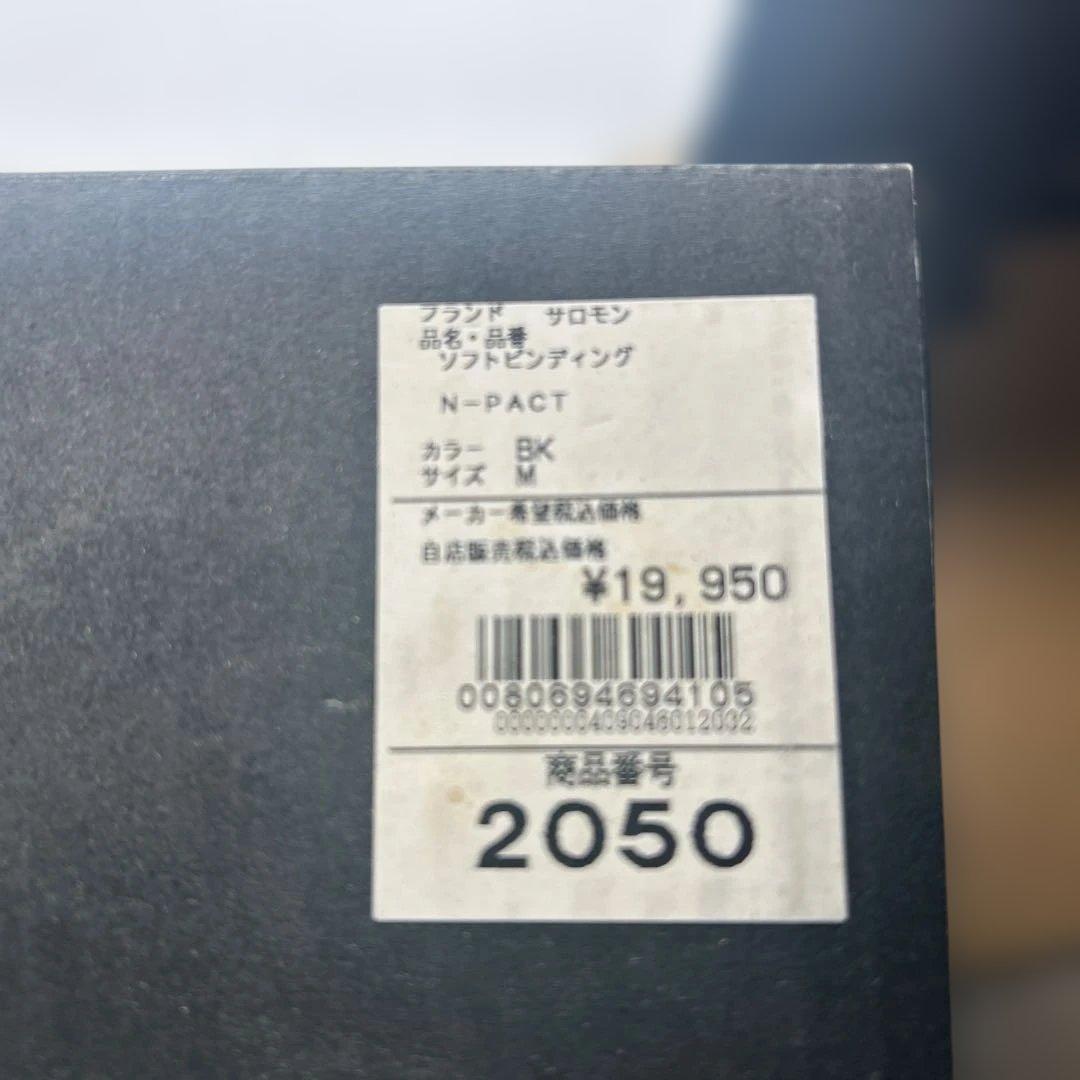 ブランド サロモン
品名・品番
ソフトビンディング
N-PACT
カラー BK
サイズ M
メーカー希望税込価格
自店販売税込価格
¥19,950
0080694694105
商品番号
2050